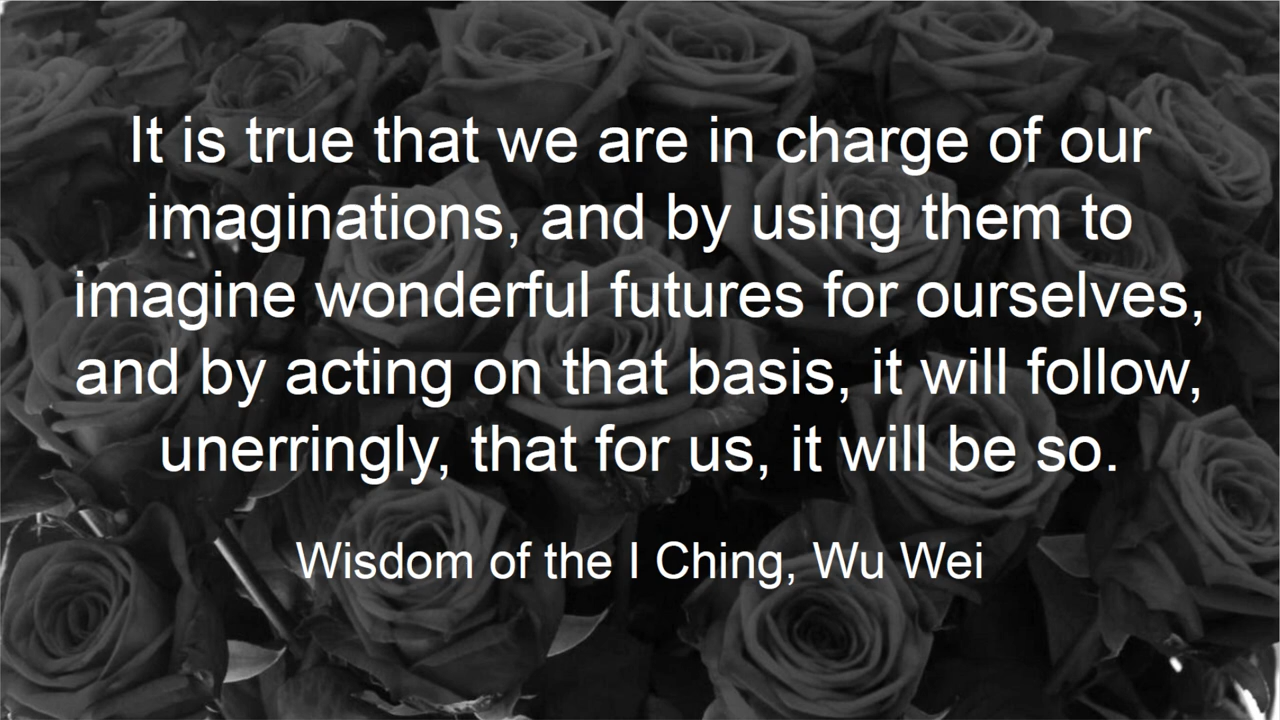 It is true that we are in charge of our
imaginations, and by using them to
imagine wonderful futures for ourselves,
and by acting on that basis, it will follow,
unerringly, that for us, it will be so.
Wisdom of the I Ching, Wu Wei